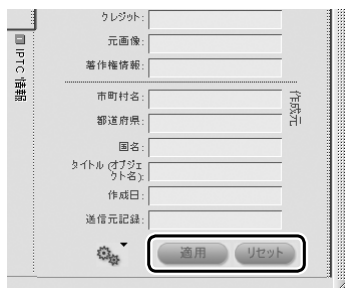 IPTC 情報
クレジット:
元画像:
著作権情報:
作成元
市町村名:
都道府県:
国名:
タイトル (オブジェ
クト名):
作成日:
送信元記録:
適用
リセット